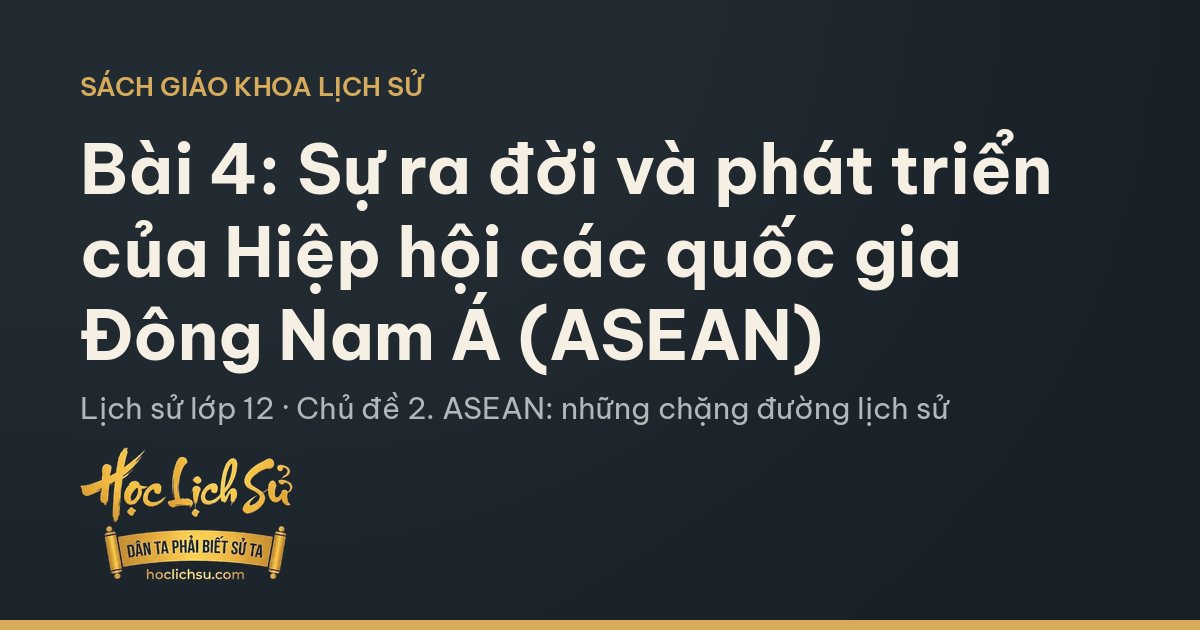 SÁCH GIÁO KHOA LỊCH SỬ
Bài 4: Sự ra đời và phát triển
của Hiệp hội các quốc gia
Đông Nam Á (ASEAN)
Lịch sử lớp 12 · Chủ đề 2. ASEAN: những chặng đường lịch sử
Học Lịch Sử
DÂN TA PHẢI BIẾT SỬ TA
hoclichsu.com